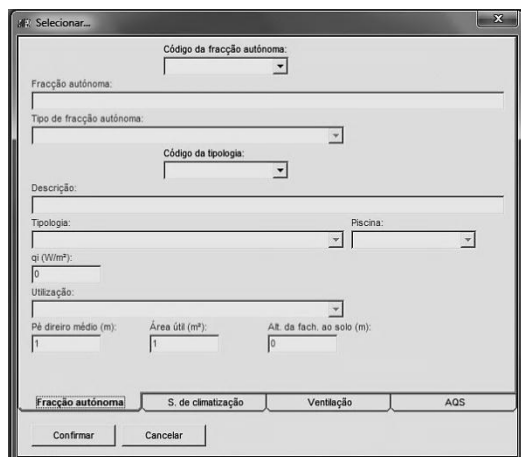 Selecionar...
Código da fracção autónoma:
Fracção autónoma:
Tipo de fracção autónoma:
Código da tipologia:
Descrição:
Tipologia: Piscina:
qi (W/m²):
0
Utilização:
Pé direiro médio (m): Área útil (m²): Alt. da fach. ao solo (m):
1 1 0
Fracção autónoma S. de climatização Ventilação AQS
Confirmar Cancelar